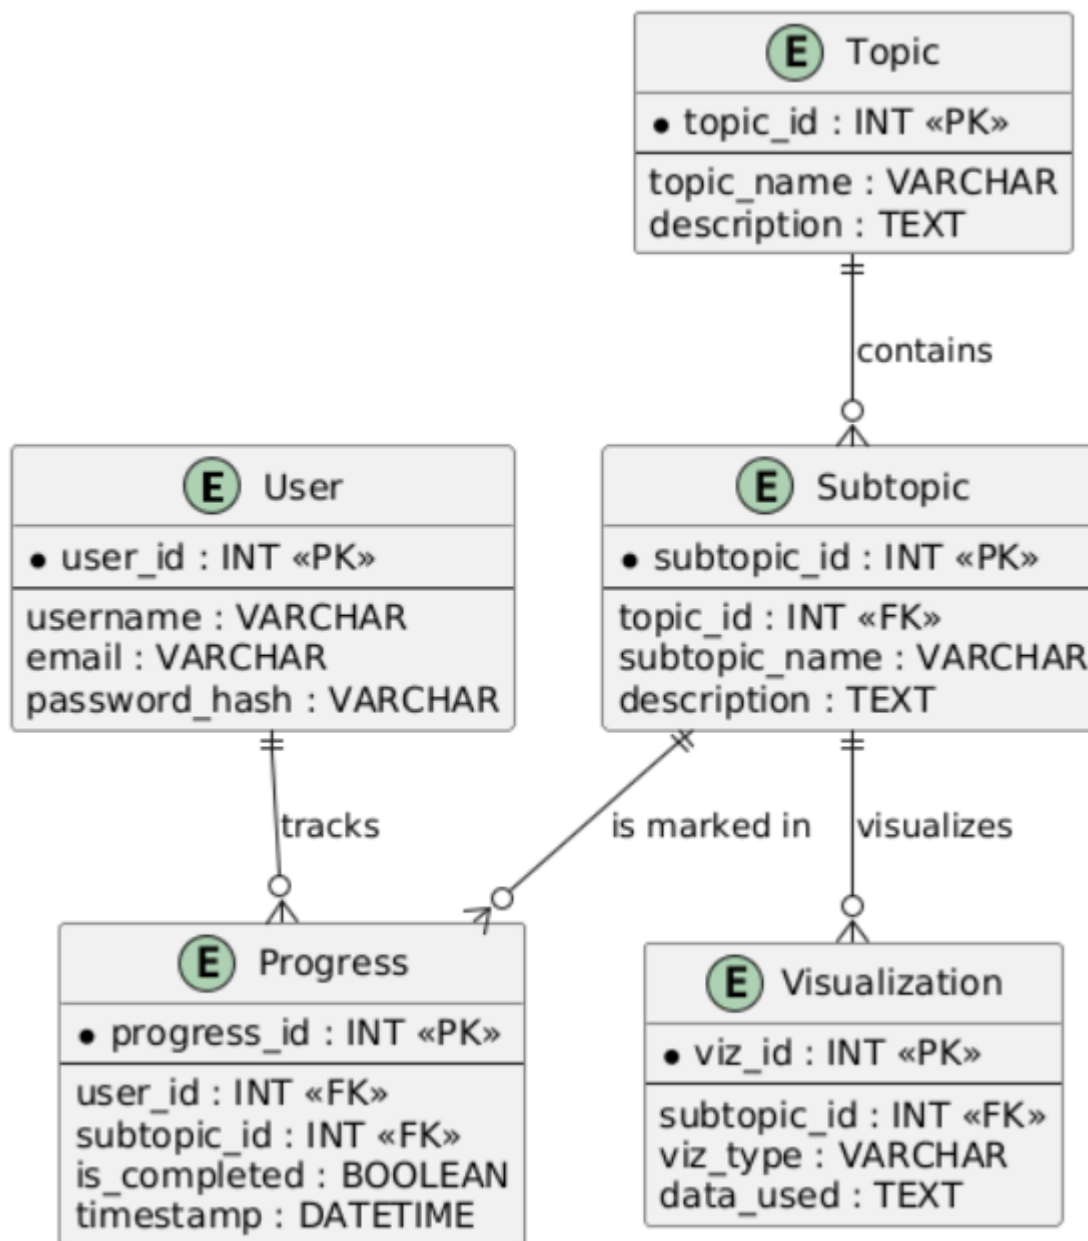 E Topic
topic_id : INT «PK»
topic_name : VARCHAR
description : TEXT
contains
E User
user_id : INT «PK»
username : VARCHAR
email : VARCHAR
password_hash : VARCHAR
E Subtopic
subtopic_id : INT «PK»
topic_id : INT «FK»
subtopic_name : VARCHAR
description : TEXT
tracks
is marked in
visualizes
E Progress
progress_id : INT «PK»
user_id : INT «FK»
subtopic_id : INT «FK»
is_completed : BOOLEAN
timestamp : DATETIME
E Visualization
viz_id : INT «PK»
subtopic_id : INT «FK»
viz_type : VARCHAR
data_used : TEXT